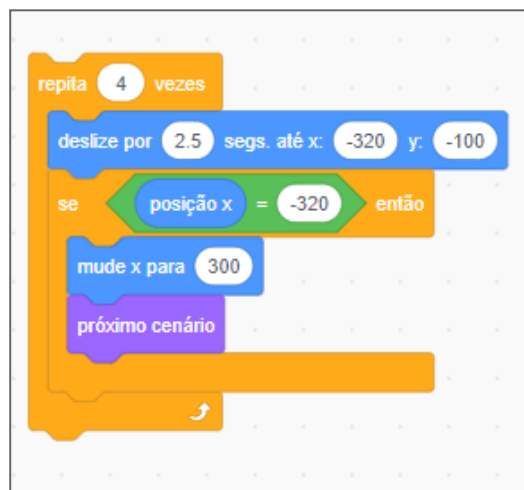 repita 4 vezes
deslize por 2.5 segs. até x: -320 y: -100
se posição x = -320 então
mude x para 300
próximo cenário